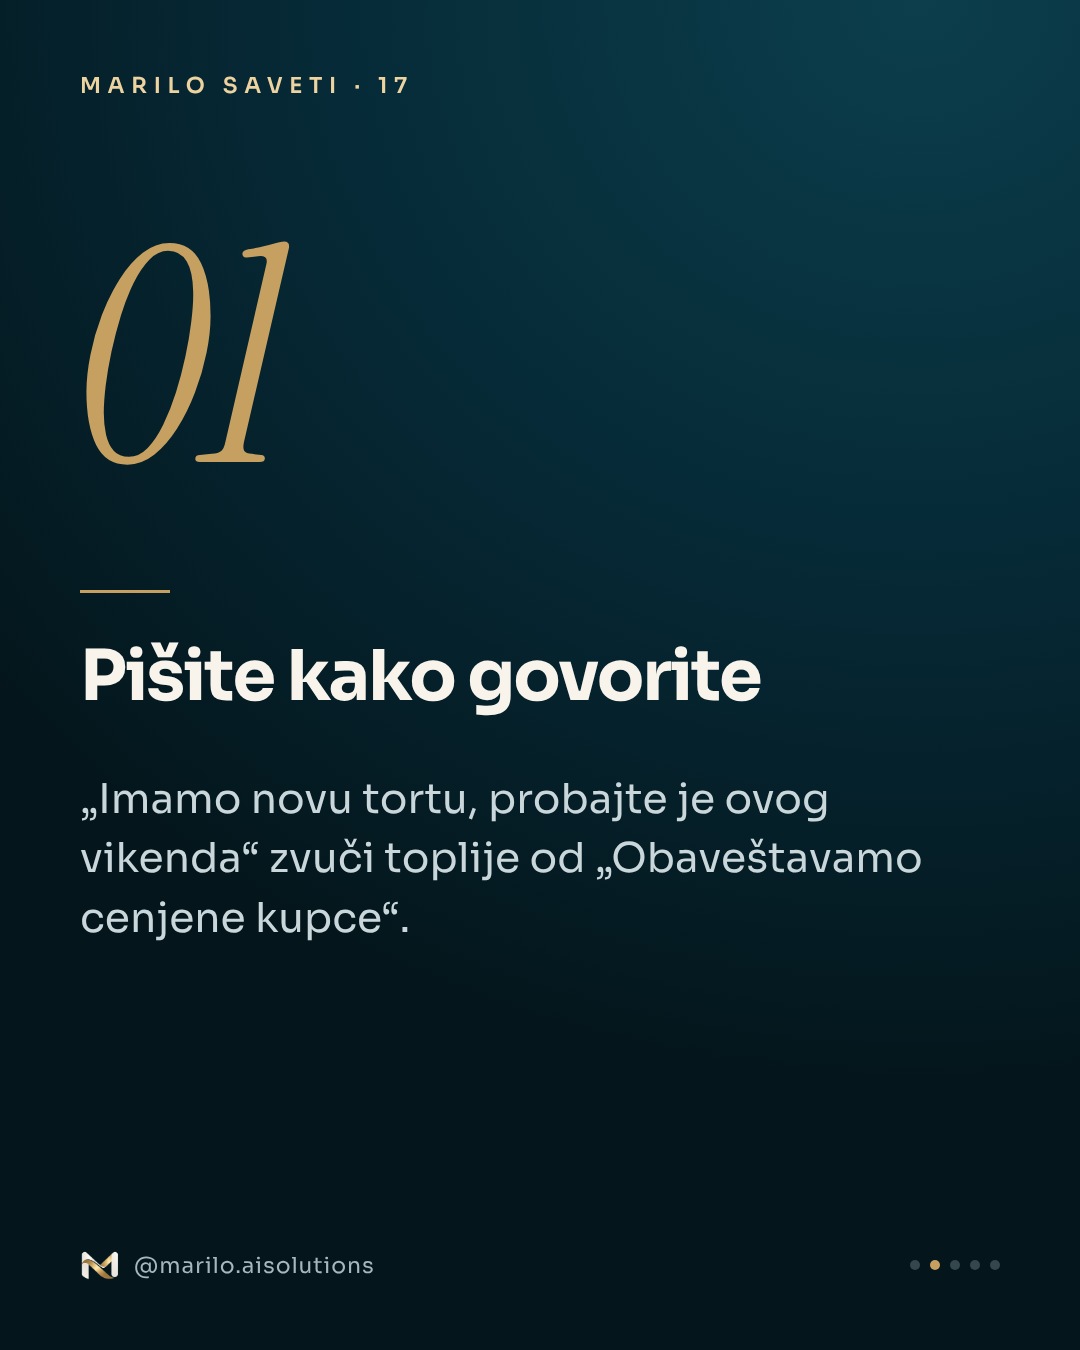 MARILO SAVETI · 17
01
Pišite kako govorite
„Imamo novu tortu, probajte je ovog
vikenda“ zvuči toplije od „Obaveštavamo
cenjene kupce“.
@marilo.aisolutions